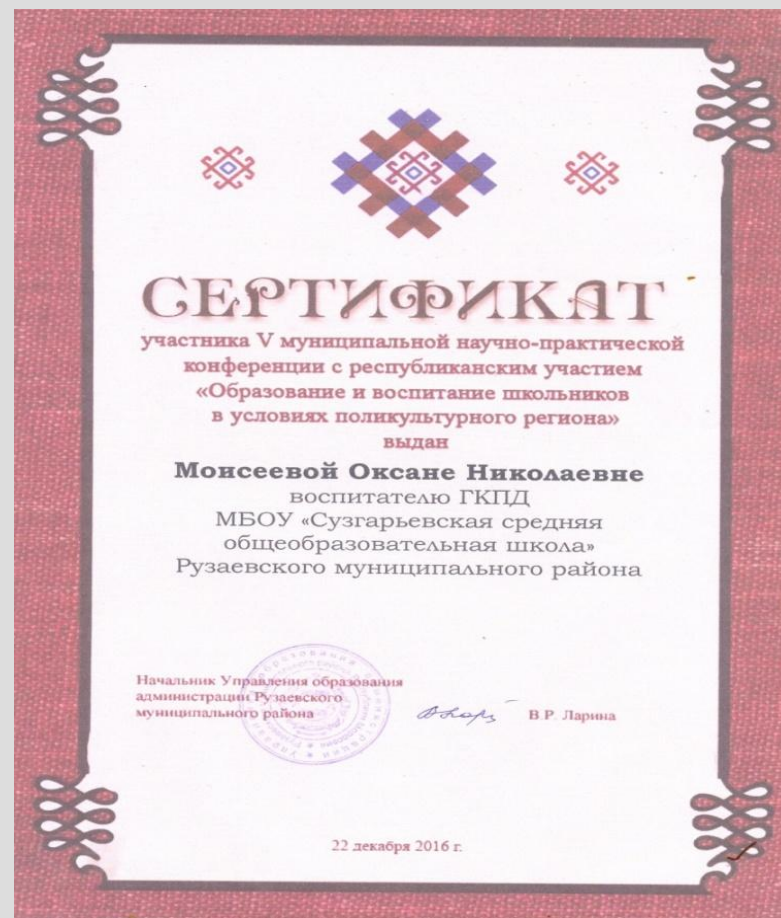 СЕРТИФИКАТ
участника V муниципальной научно-практической
конференции с республиканским участием
«Образование и воспитание школьников
в условиях поликультурного региона»
выдан
Моисеевой Оксане Николаевне
воспитателю ГКПД
МБОУ «Сузгарьевская средняя
общеобразовательная школа»
Рузаевского муниципального района
Начальник Управления образования
администрации Рузаевского
муниципального района
В.Р. Ларина
22 декабря 2016 г.